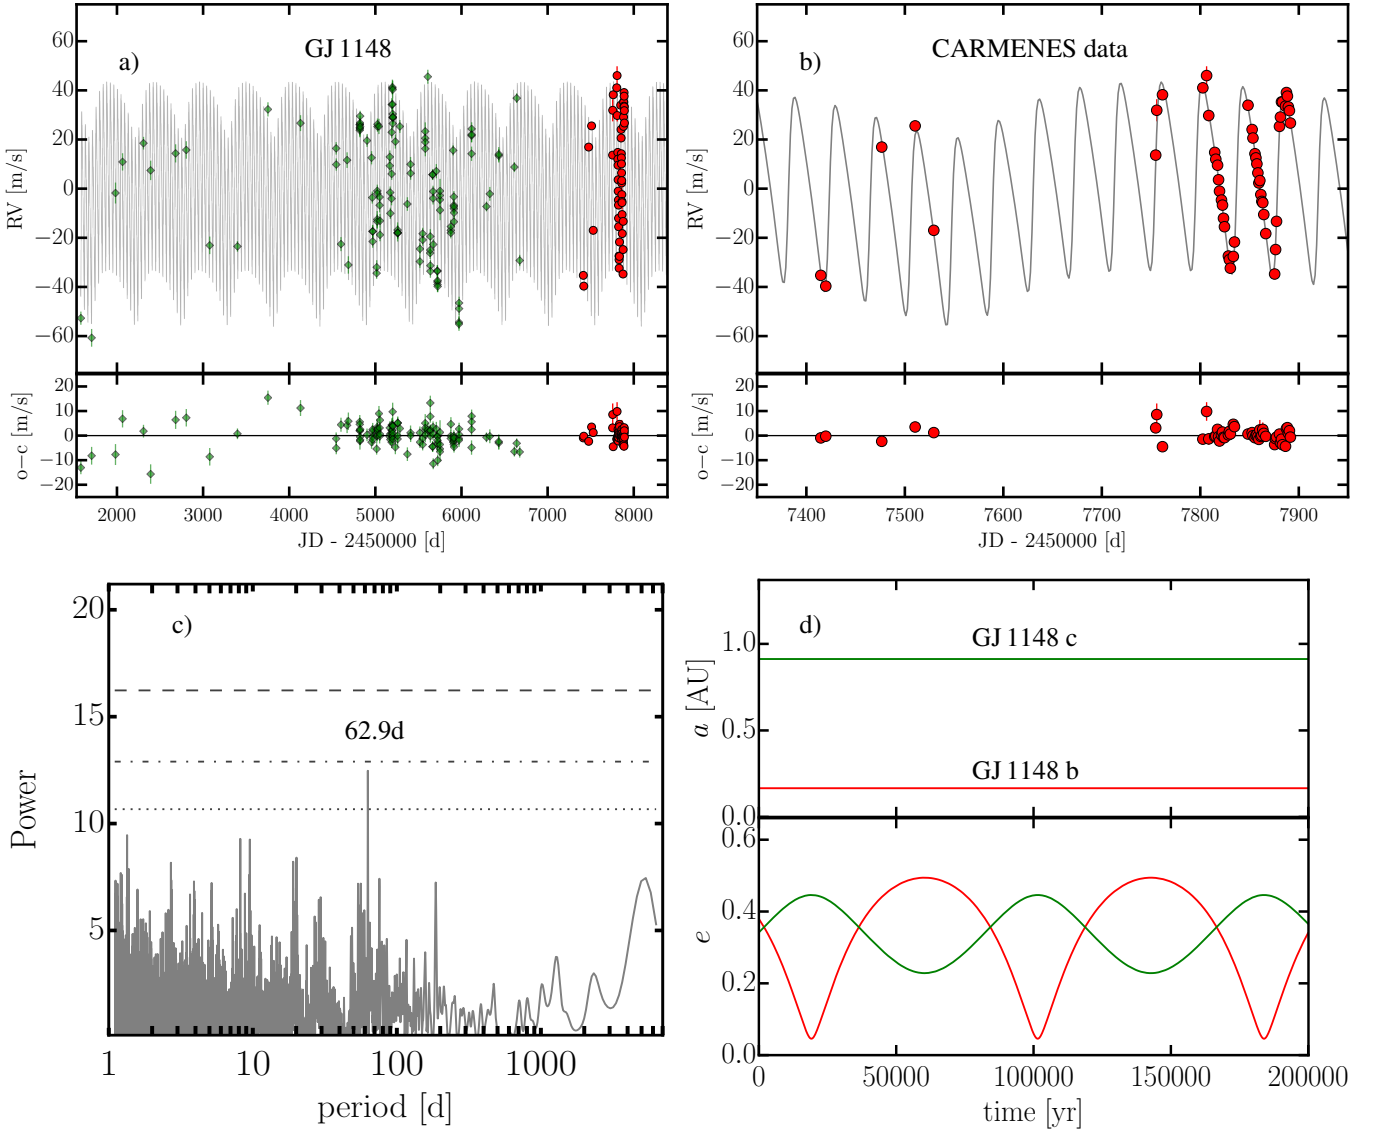 a)
GJ 1148
RV [m/s]
60
40
20
0
−20
−40
−60
o−c [m/s]
20
10
0
−10
−20
2000
3000
4000
5000
6000
7000
8000
JD - 2450000 [d]
b)
CARMENES data
RV [m/s]
60
40
20
0
−20
−40
−60
o−c [m/s]
20
10
0
−10
−20
7400
7500
7600
7700
7800
7900
JD - 2450000 [d]
c)
62.9d
Power
20
15
10
5
1
10
100
1000
period [d]
d)
GJ 1148 c
GJ 1148 b
a [AU]
1.0
0.5
0.0
e
0.6
0.4
0.2
0.0
0
50000
100000
150000
200000
time [yr]